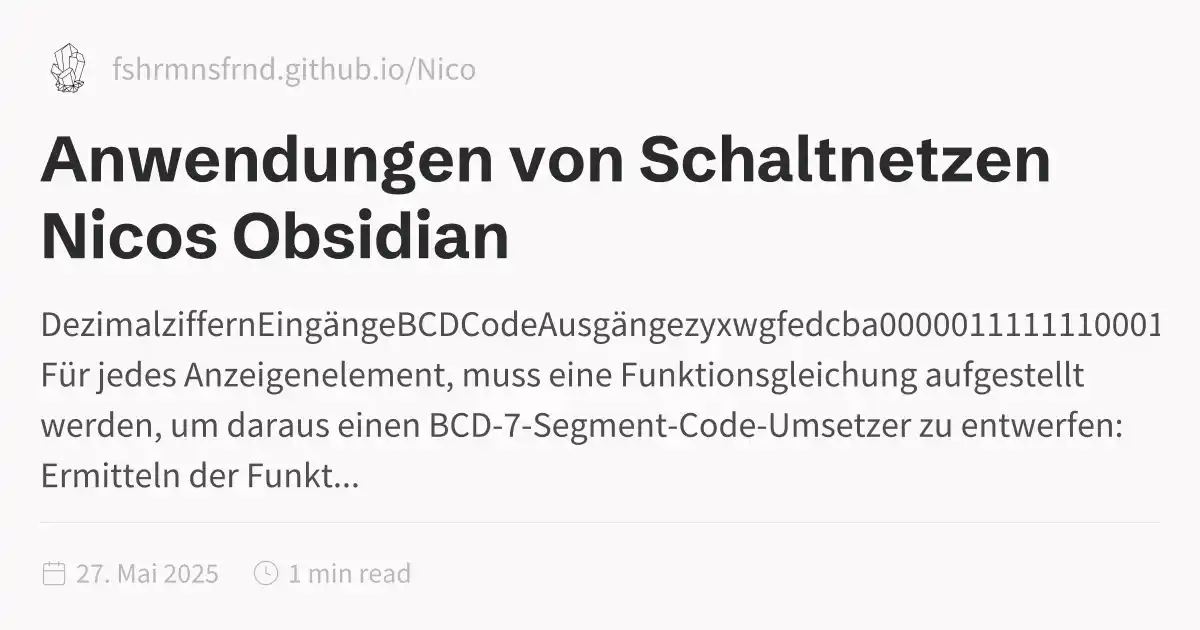 fshrmnsfrnd.github.io/Nico
Anwendungen von Schaltnetzen
Nicos Obsidian
DezimalziffernEingängeBCDCodeAusgängezyxwgfedcba0000011111110001
Für jedes Anzeigenelement, muss eine Funktionsgleichung aufgestellt
werden, um daraus einen BCD-7-Segment-Code-Umsetzer zu entwerfen:
Ermitteln der Funkt...
27. Mai 2025 1 min read